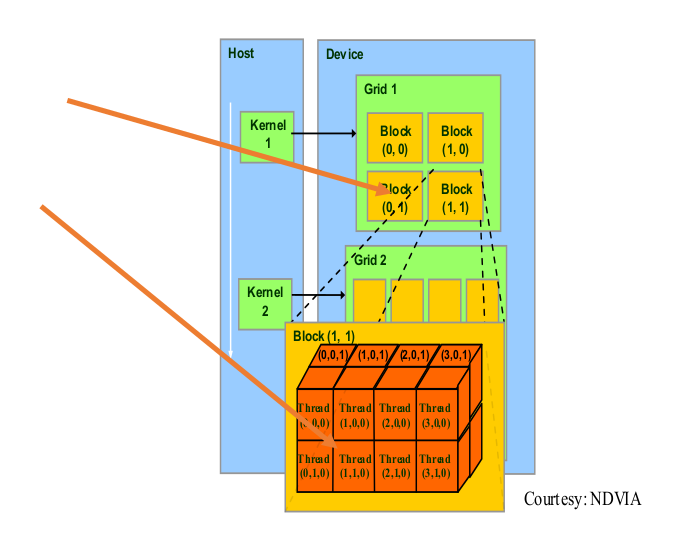 Host
Device
Grid 1
Kernel
1
Block
(0, 0)
Block
(1, 0)
Block
(0, 1)
Block
(1, 1)
Grid 2
Kernel
2
Block (1, 1)
(0,0,1) (1,0,1) (2,0,1) (3,0,1)
Thread Thread Thread Thread
(0,0,0) (1,0,0) (2,0,0) (3,0,0)
Thread Thread Thread Thread
(0,1,0) (1,1,0) (2,1,0) (3,1,0)
Courtesy: NDVIA